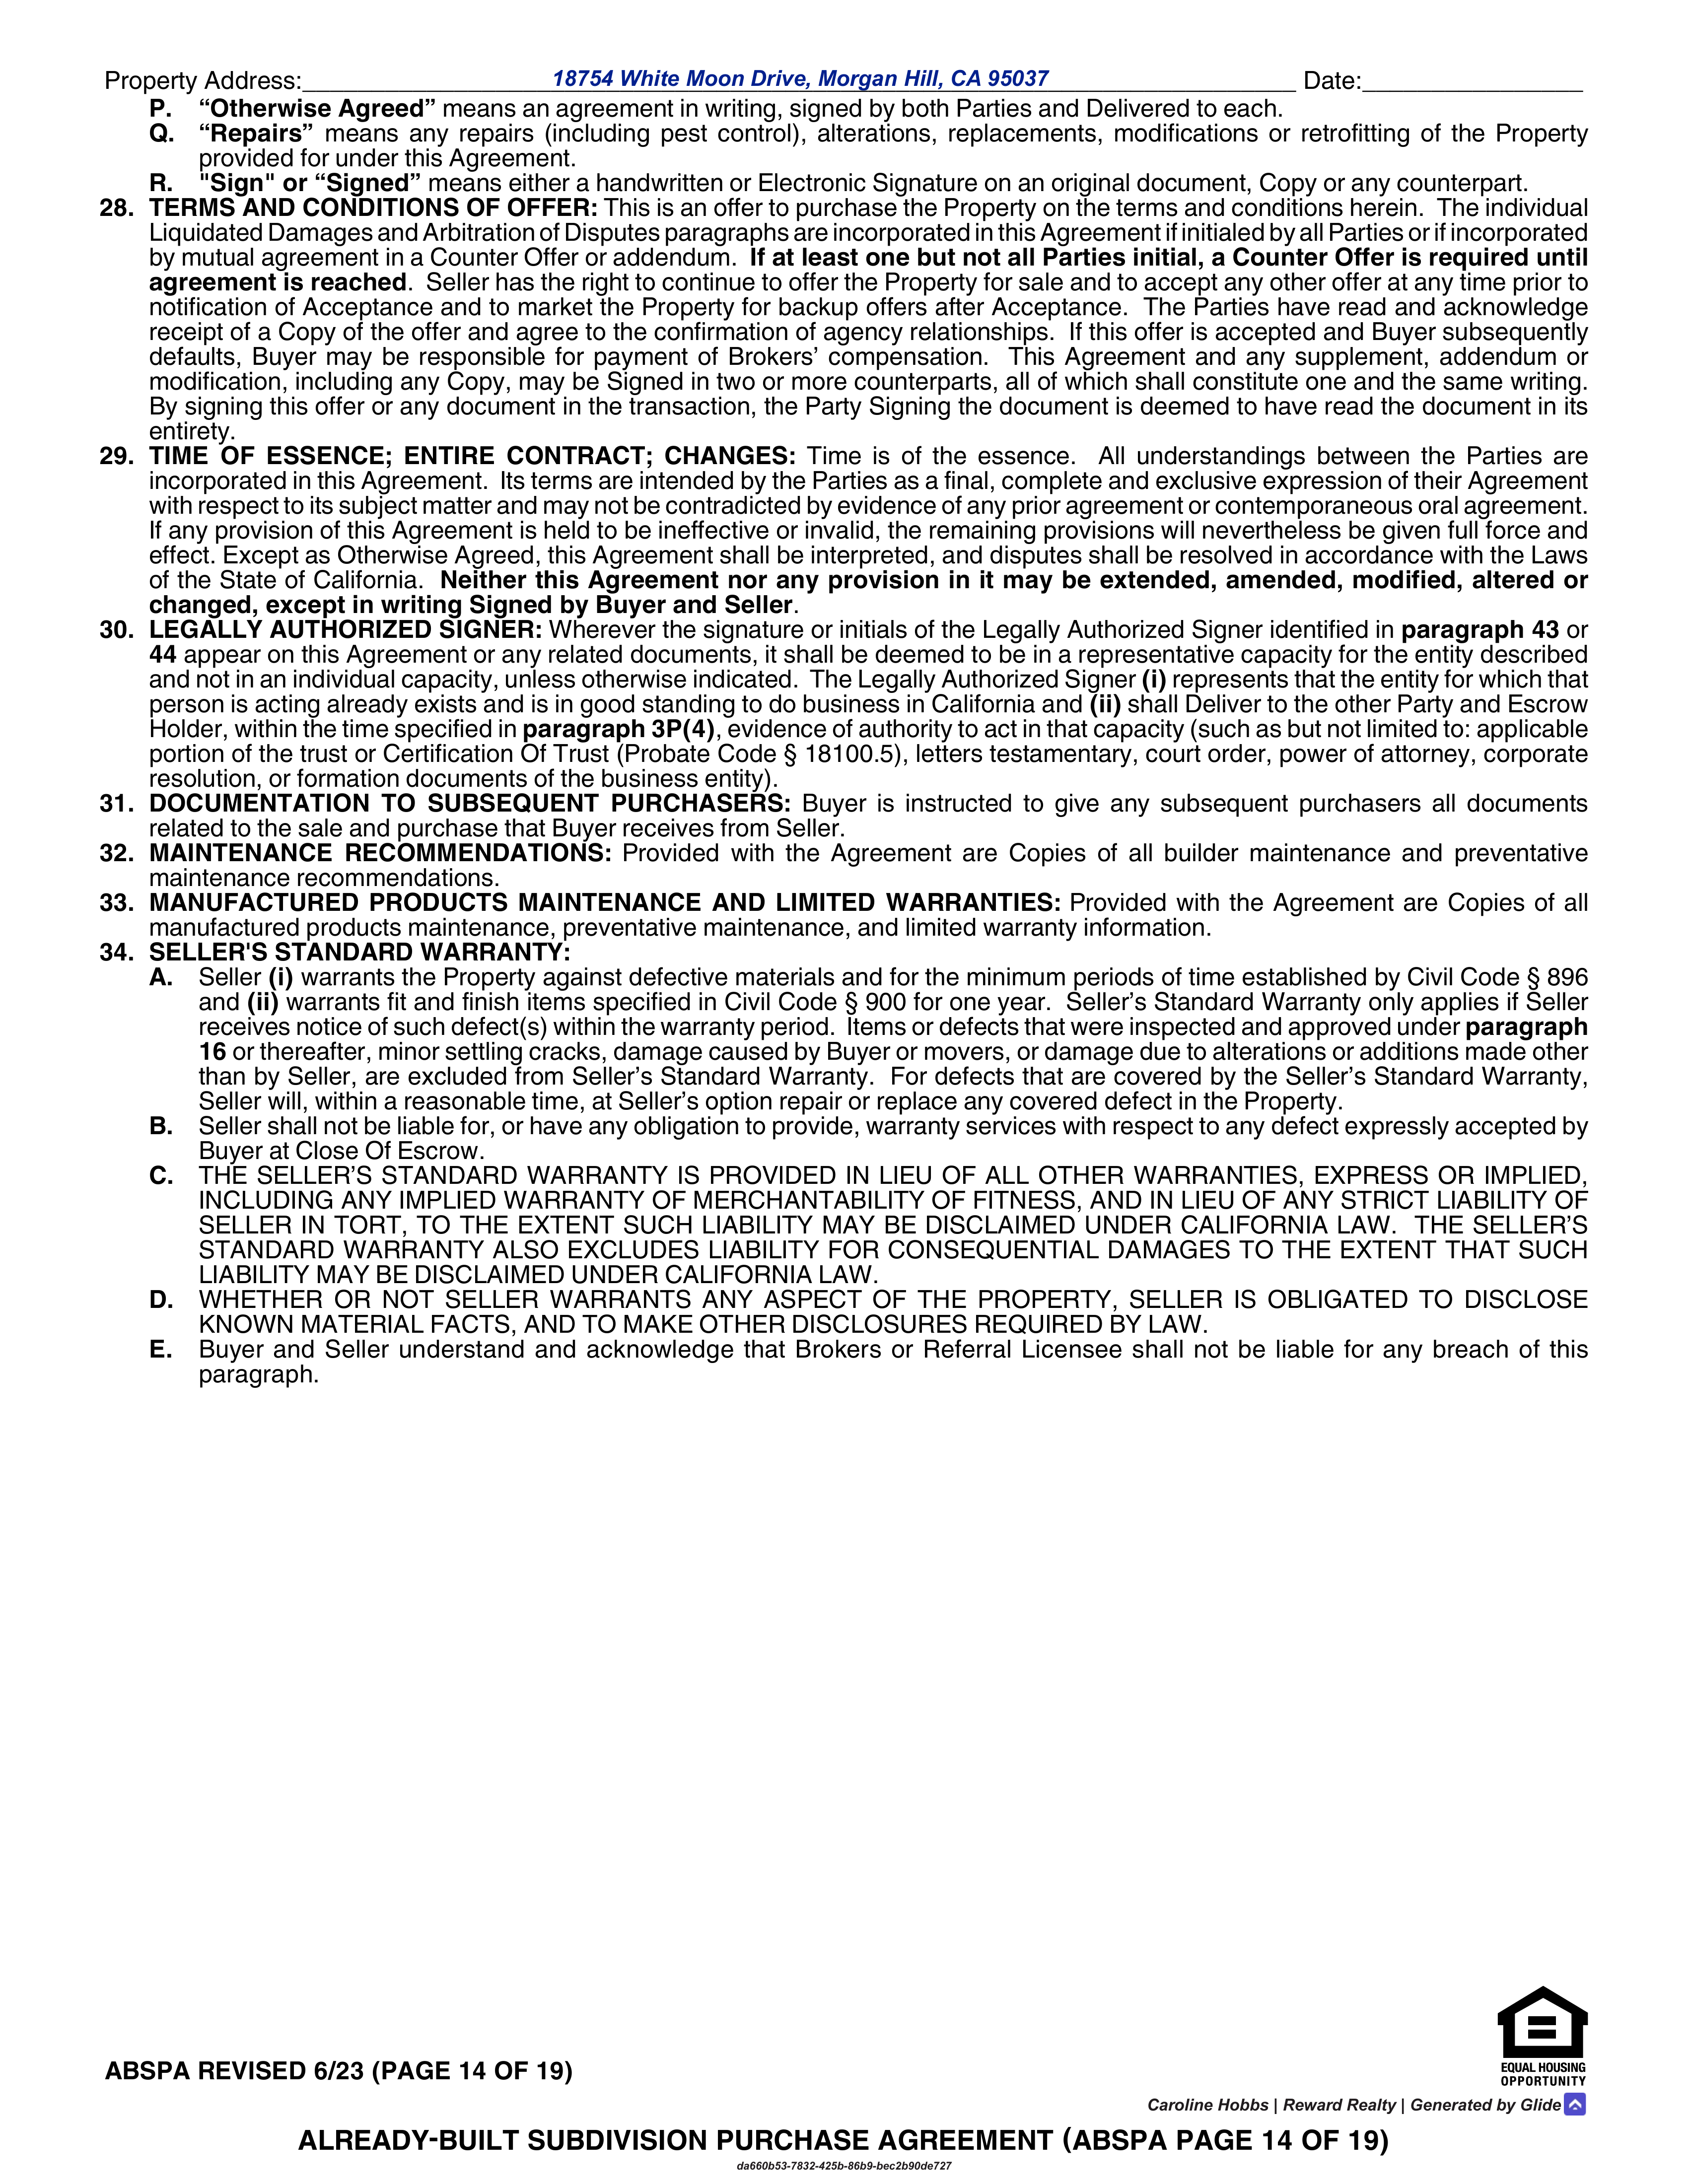 Property Address: 18754 White Moon Drive, Morgan Hill, CA 95037 Date:
P. “Otherwise Agreed” means an agreement in writing, signed by both Parties and Delivered to each.
Q. “Repairs” means any repairs (including pest control), alterations, replacements, modifications or retrofitting of the Property
provided for under this Agreement.
R. "Sign" or “Signed” means either a handwritten or Electronic Signature on an original document, Copy or any counterpart.
28. TERMS AND CONDITIONS OF OFFER: This is an offer to purchase the Property on the terms and conditions herein. The individual
Liquidated Damages and Arbitration of Disputes paragraphs are incorporated in this Agreement if initialed by all Parties or if incorporated
by mutual agreement in a Counter Offer or addendum. If at least one but not all Parties initial, a Counter Offer is required until
agreement is reached. Seller has the right to continue to offer the Property for sale and to accept any other offer at any time prior to
notification of Acceptance and to market the Property for backup offers after Acceptance. The Parties have read and acknowledge
receipt of a Copy of the offer and agree to the confirmation of agency relationships. If this offer is accepted and Buyer subsequently
defaults, Buyer may be responsible for payment of Brokers’ compensation. This Agreement and any supplement, addendum or
modification, including any Copy, may be Signed in two or more counterparts, all of which shall constitute one and the same writing.
By signing this offer or any document in the transaction, the Party Signing the document is deemed to have read the document in its
entirety.
29. TIME OF ESSENCE; ENTIRE CONTRACT; CHANGES: Time is of the essence. All understandings between the Parties are
incorporated in this Agreement. Its terms are intended by the Parties as a final, complete and exclusive expression of their Agreement
with respect to its subject matter and may not be contradicted by evidence of any prior agreement or contemporaneous oral agreement.
If any provision of this Agreement is held to be ineffective or invalid, the remaining provisions will nevertheless be given full force and
effect. Except as Otherwise Agreed, this Agreement shall be interpreted, and disputes shall be resolved in accordance with the Laws
of the State of California. Neither this Agreement nor any provision in it may be extended, amended, modified, altered or
changed, except in writing Signed by Buyer and Seller.
30. LEGALLY AUTHORIZED SIGNER: Wherever the signature or initials of the Legally Authorized Signer identified in paragraph 43 or
44 appear on this Agreement or any related documents, it shall be deemed to be in a representative capacity for the entity described
and not in an individual capacity, unless otherwise indicated. The Legally Authorized Signer (i) represents that the entity for which that
person is acting already exists and is in good standing to do business in California and (ii) shall Deliver to the other Party and Escrow
Holder, within the time specified in paragraph 3P(4), evidence of authority to act in that capacity (such as but not limited to: applicable
portion of the trust or Certification Of Trust (Probate Code § 18100.5), letters testamentary, court order, power of attorney, corporate
resolution, or formation documents of the business entity).
31. DOCUMENTATION TO SUBSEQUENT PURCHASERS: Buyer is instructed to give any subsequent purchasers all documents
related to the sale and purchase that Buyer receives from Seller.
32. MAINTENANCE RECOMMENDATIONS: Provided with the Agreement are Copies of all builder maintenance and preventative
maintenance recommendations.
33. MANUFACTURED PRODUCTS MAINTENANCE AND LIMITED WARRANTIES: Provided with the Agreement are Copies of all
manufactured products maintenance, preventative maintenance, and limited warranty information.
34. SELLER'S STANDARD WARRANTY:
A. Seller (i) warrants the Property against defective materials and for the minimum periods of time established by Civil Code § 896
and (ii) warrants fit and finish items specified in Civil Code § 900 for one year. Seller’s Standard Warranty only applies if Seller
receives notice of such defect(s) within the warranty period. Items or defects that were inspected and approved under paragraph
16 or thereafter, minor settling cracks, damage caused by Buyer or movers, or damage due to alterations or additions made other
than by Seller, are excluded from Seller’s Standard Warranty. For defects that are covered by the Seller’s Standard Warranty,
Seller will, within a reasonable time, at Seller’s option repair or replace any covered defect in the Property.
B. Seller shall not be liable for, or have any obligation to provide, warranty services with respect to any defect expressly accepted by
Buyer at Close Of Escrow.
C. THE SELLER’S STANDARD WARRANTY IS PROVIDED IN LIEU OF ALL OTHER WARRANTIES, EXPRESS OR IMPLIED,
INCLUDING ANY IMPLIED WARRANTY OF MERCHANTABILITY OF FITNESS, AND IN LIEU OF ANY STRICT LIABILITY OF
SELLER IN TORT, TO THE EXTENT SUCH LIABILITY MAY BE DISCLAIMED UNDER CALIFORNIA LAW. THE SELLER’S
STANDARD WARRANTY ALSO EXCLUDES LIABILITY FOR CONSEQUENTIAL DAMAGES TO THE EXTENT THAT SUCH
LIABILITY MAY BE DISCLAIMED UNDER CALIFORNIA LAW.
D. WHETHER OR NOT SELLER WARRANTS ANY ASPECT OF THE PROPERTY, SELLER IS OBLIGATED TO DISCLOSE
KNOWN MATERIAL FACTS, AND TO MAKE OTHER DISCLOSURES REQUIRED BY LAW.
E. Buyer and Seller understand and acknowledge that Brokers or Referral Licensee shall not be liable for any breach of this
paragraph.
ABSPA REVISED 6/23 (PAGE 14 OF 19)
EQUAL HOUSING
OPPORTUNITY
Caroline Hobbs | Reward Realty | Generated by Glide
ALREADY-BUILT SUBDIVISION PURCHASE AGREEMENT (ABSPA PAGE 14 OF 19)
da660b53-7832-425b-86b9-bec2b90de727